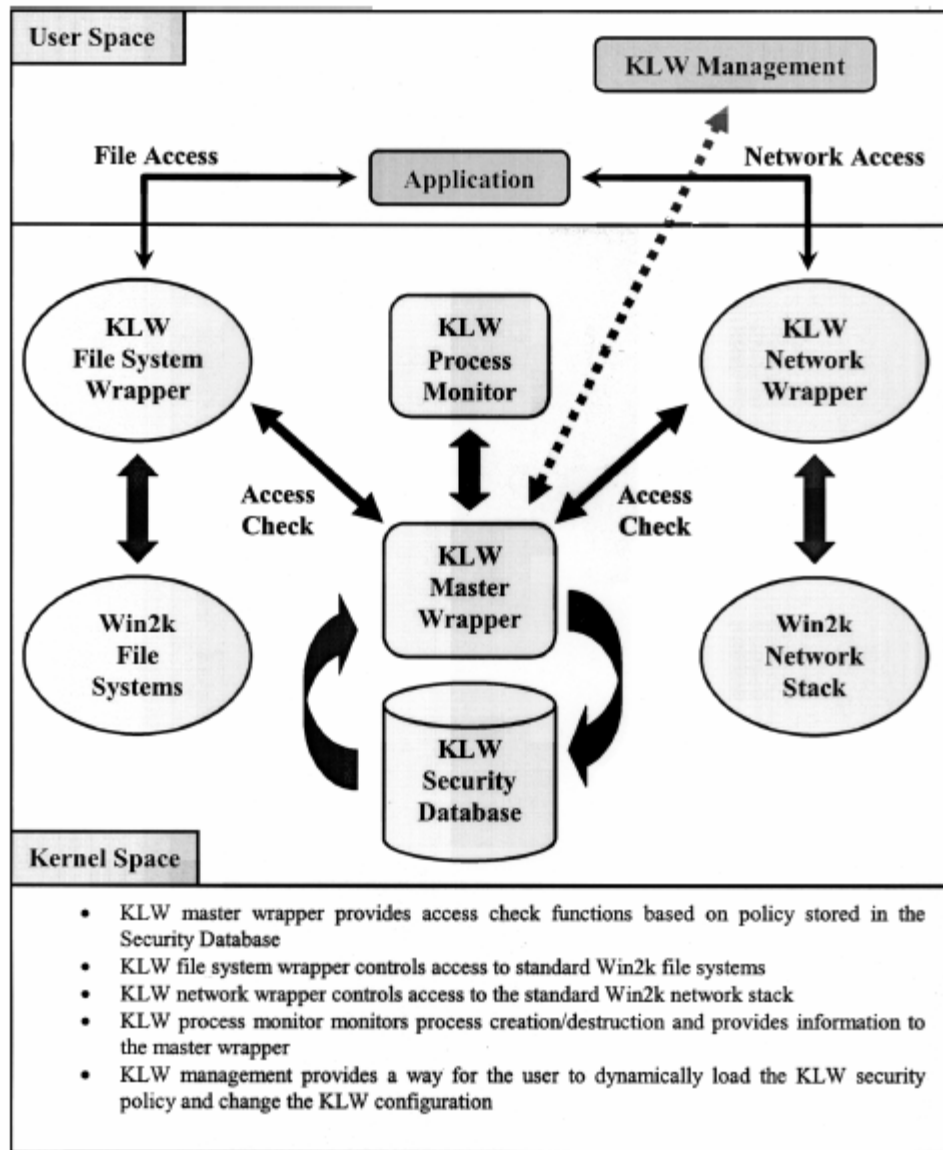 User Space
KLW Management
File Access
Network Access
Application
KLW
File System
Wrapper
KLW
Process
Monitor
KLW
Network
Wrapper
Access
Check
Access
Check
KLW
Master
Wrapper
Win2k
File
Systems
Win2k
Network
Stack
KLW
Security
Database
Kernel Space
• KLW master wrapper provides access check functions based on policy stored in the
Security Database
• KLW file system wrapper controls access to standard Win2k file systems
• KLW network wrapper controls access to the standard Win2k network stack
• KLW process monitor monitors process creation/destruction and provides information to
the master wrapper
• KLW management provides a way for the user to dynamically load the KLW security
policy and change the KLW configuration